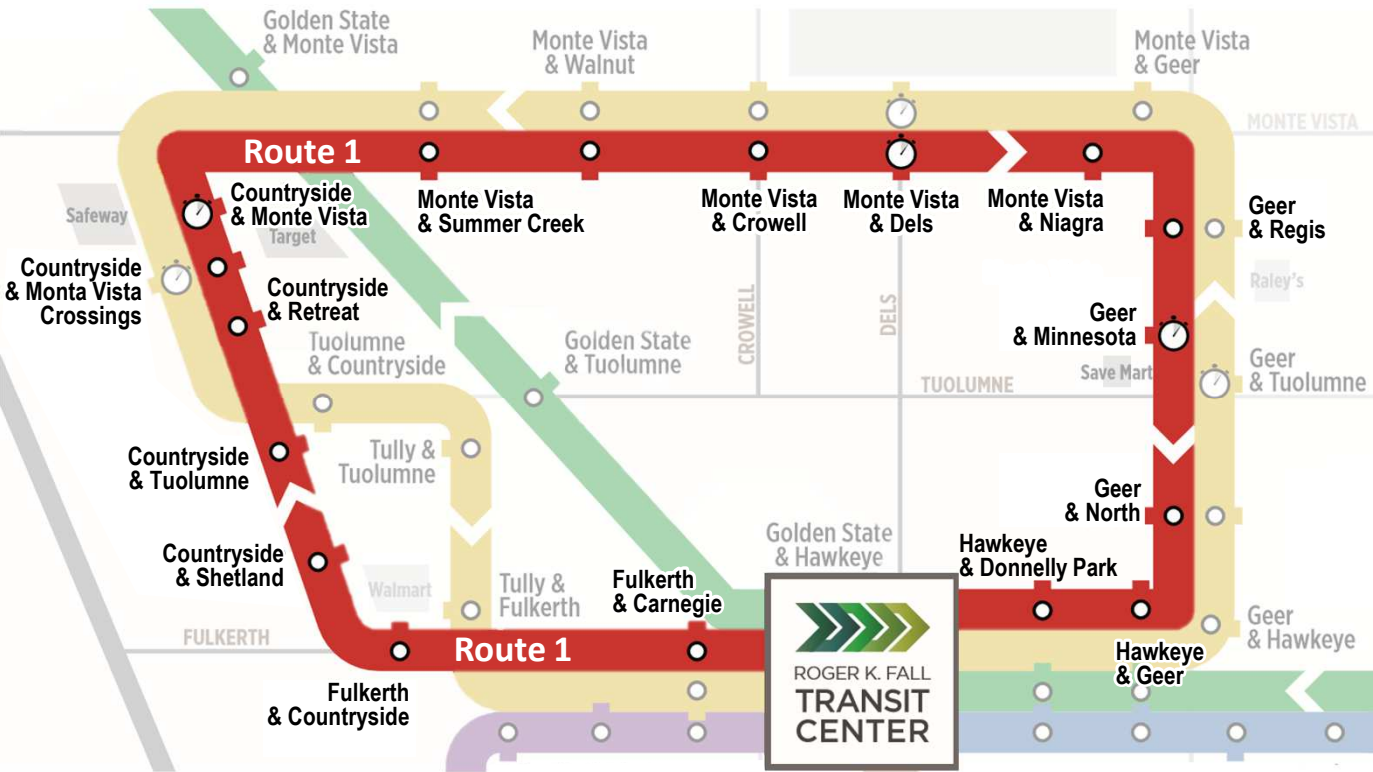 Golden State
& Monte Vista
Monte Vista
& Walnut
Monte Vista
& Geer
MONTE VISTA
Route 1
Safeway
Countryside
& Monte Vista
Target
Monte Vista
& Summer Creek
Monte Vista
& Crowell
Monte Vista
& Dels
Monte Vista
& Niagra
Geer
& Regis
Countryside
& Monta Vista
Crossings
Countryside
& Retreat
Raley's
CROWELL
DELS
Geer
& Minnesota
Tuolumne
& Countryside
Golden State
& Tuolumne
TUOLUMNE
Save Mart
Geer
& Tuolumne
Countryside
& Tuolumne
Tully &
Tuolumne
Geer
& North
Golden State
& Hawkeye
Hawkeye
& Donnelly Park
Countryside
& Shetland
Walmart
Tully &
Fulkerth
Fulkerth
& Carnegie
Geer
& Hawkeye
FULKERTH
Route 1
ROGER K. FALL
TRANSIT
CENTER
Hawkeye
& Geer
Fulkerth
& Countryside